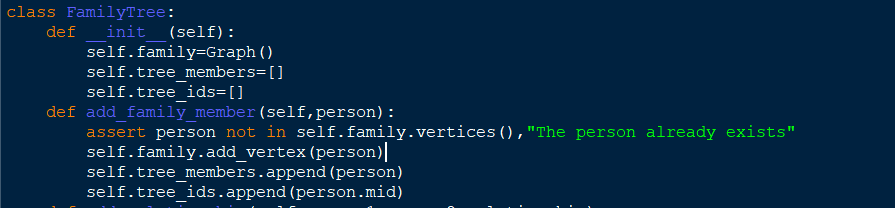 class FamilyTree:
    def __init__(self):
        self.family=Graph()
        self.tree_members=[]
        self.tree_ids=[]
    def add_family_member(self,person):
        assert person not in self.family.vertices(),"The person already exists"
        self.family.add_vertex(person)
        self.tree_members.append(person)
        self.tree_ids.append(person.mid)